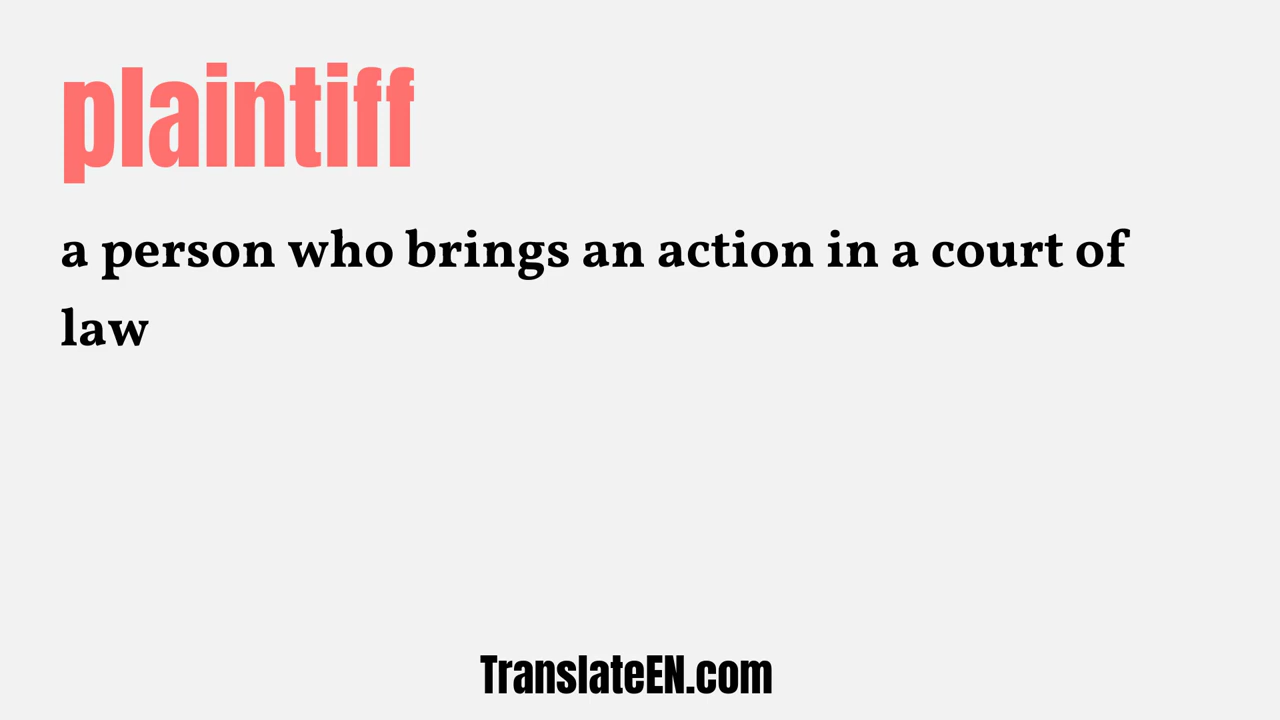 plaintiff
a person who brings an action in a court of
law
TranslateEN.com